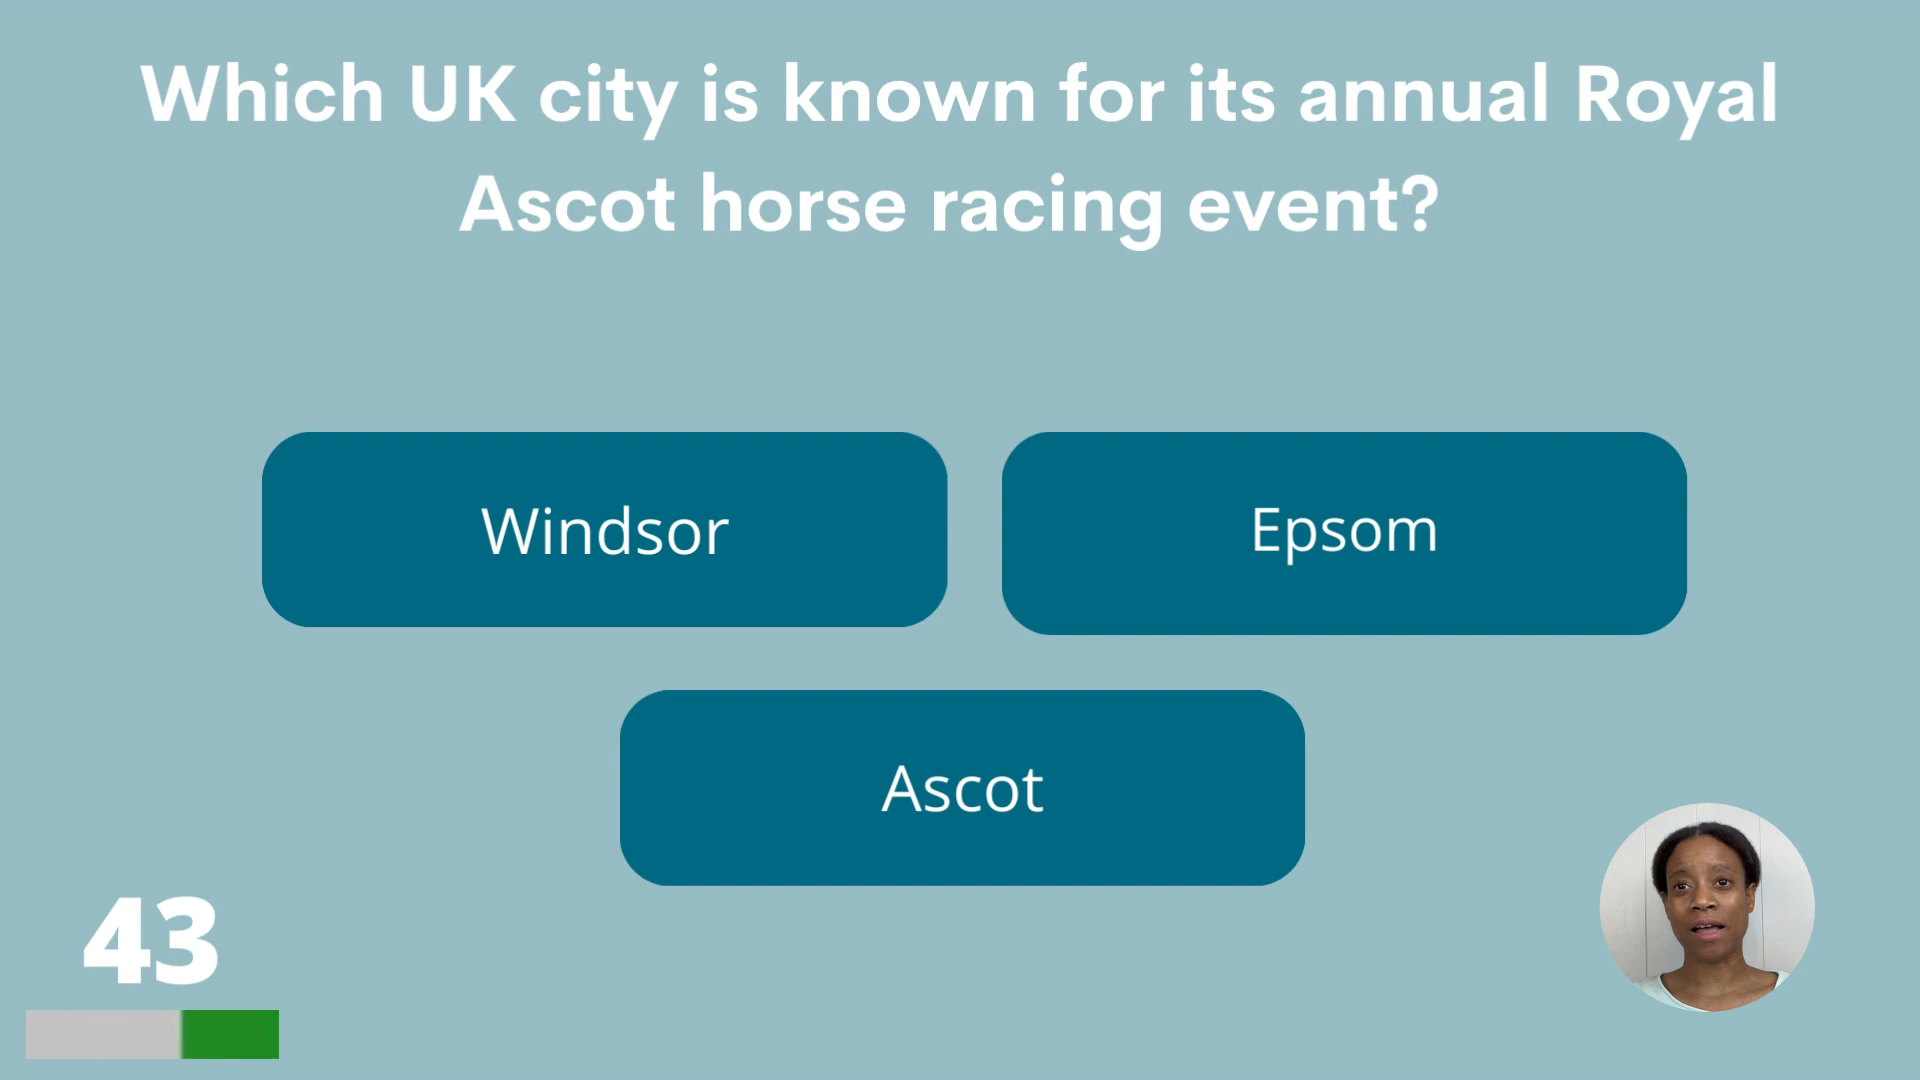 Which UK city is known for its annual Royal
Ascot horse racing event?
Windsor
Epsom
Ascot
43